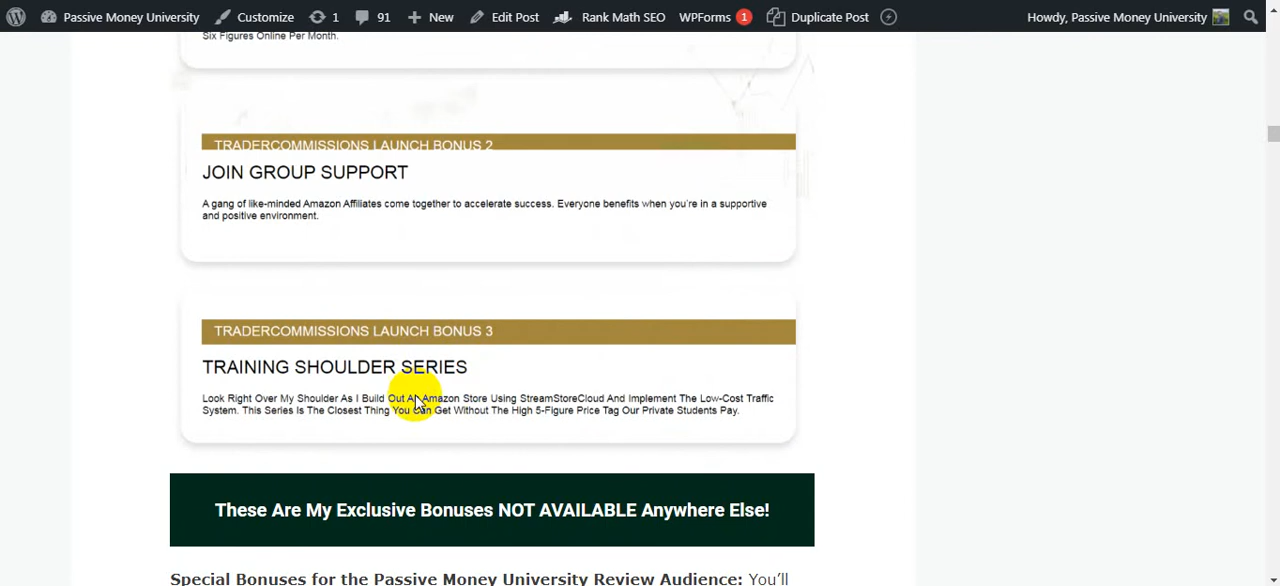 Passive Money University Customize 1 91 New Edit Post Rank Math SEO WPForms 1 Duplicate Post Howdy, Passive Money University
Six Figures Online Per Month.
TRADERCOMMISSIONS LAUNCH BONUS 2
JOIN GROUP SUPPORT
A gang of like-minded Amazon Affiliates come together to accelerate success. Everyone benefits when you're in a supportive
and positive environment.
TRADERCOMMISSIONS LAUNCH BONUS 3
TRAINING SHOULDER SERIES
Look Right Over My Shoulder As I Build Out An Amazon Store Using StreamStoreCloud And Implement The Low-Cost Traffic
System. This Series Is The Closest Thing You Can Get Without The High 5-Figure Price Tag Our Private Students Pay.
These Are My Exclusive Bonuses NOT AVAILABLE Anywhere Else!
Special Bonuses for the Passive Money University Review Audience: You'll